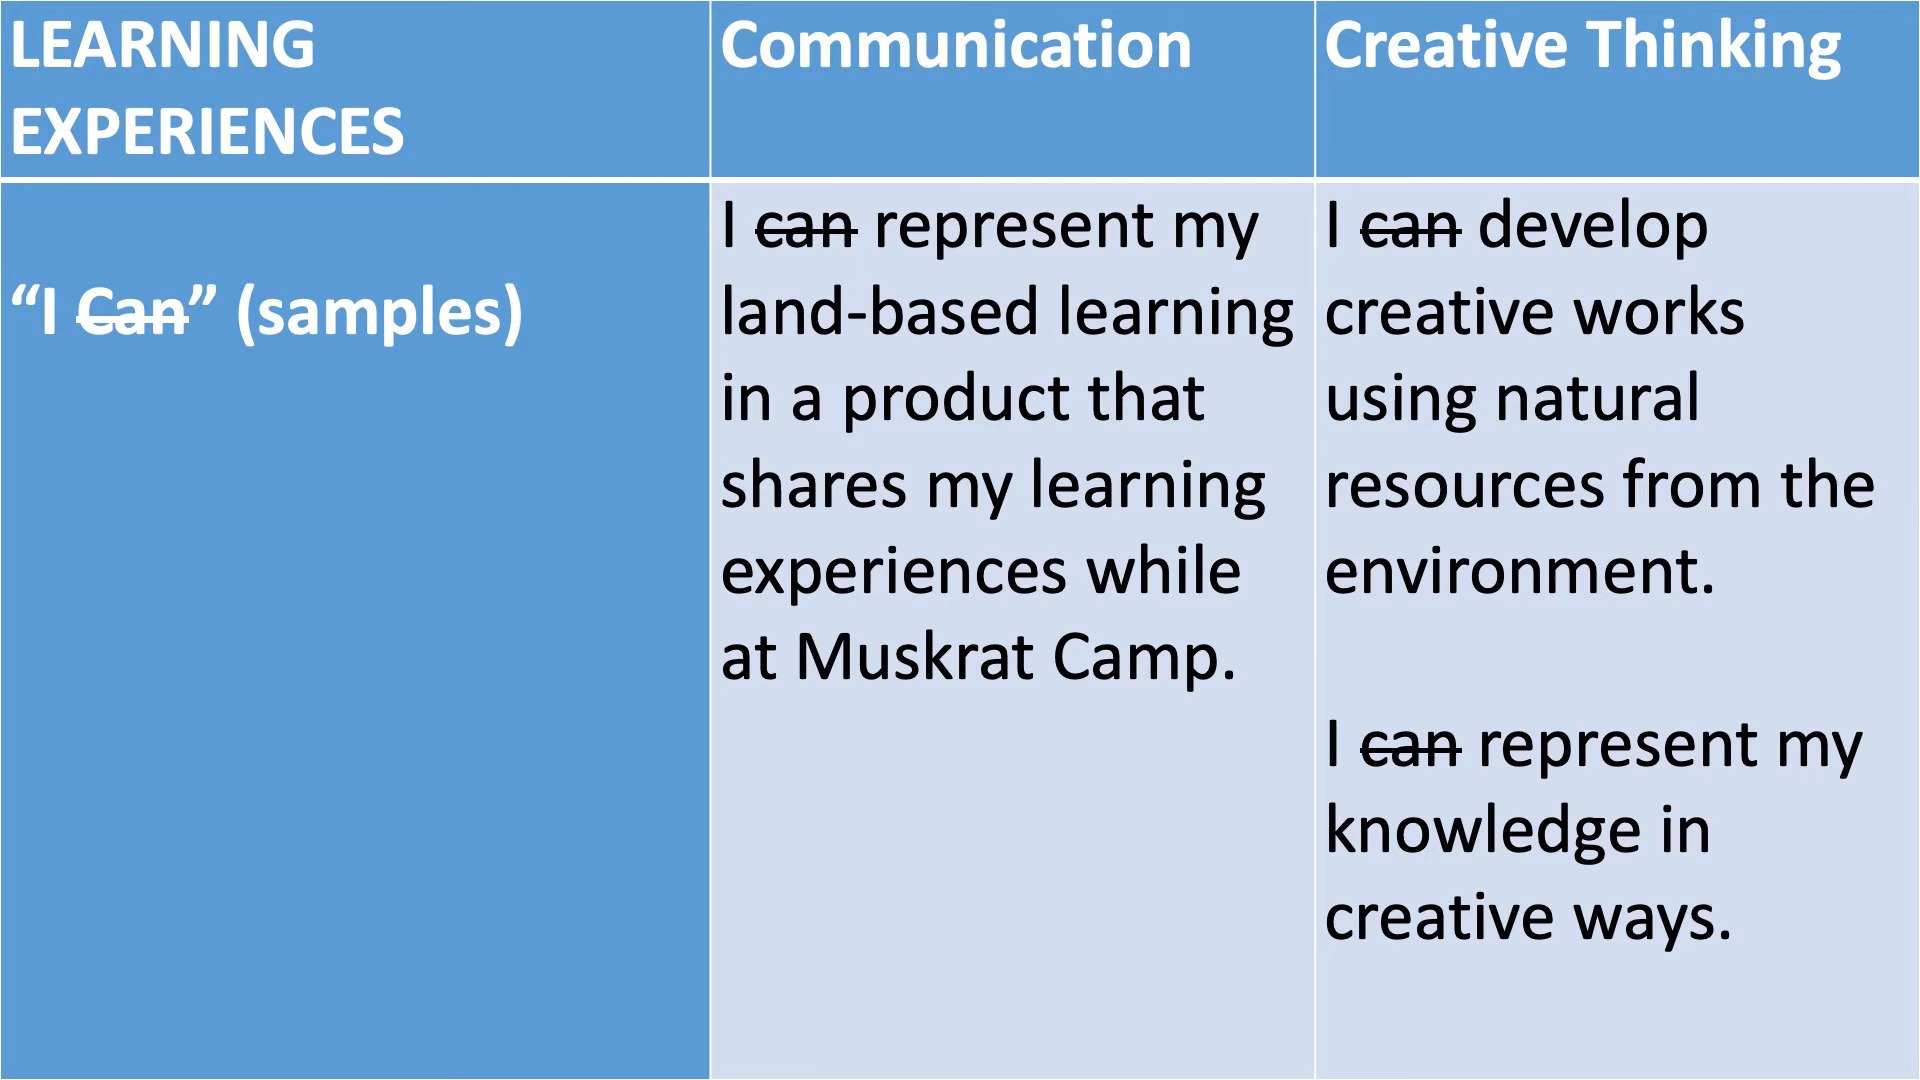 LEARNING
EXPERIENCES
Communication
Creative Thinking
“I Can” (samples)
I can represent my
land-based learning
in a product that
shares my learning
experiences while
at Muskrat Camp.
I can develop
creative works
using natural
resources from the
environment.
I can represent my
knowledge in
creative ways.